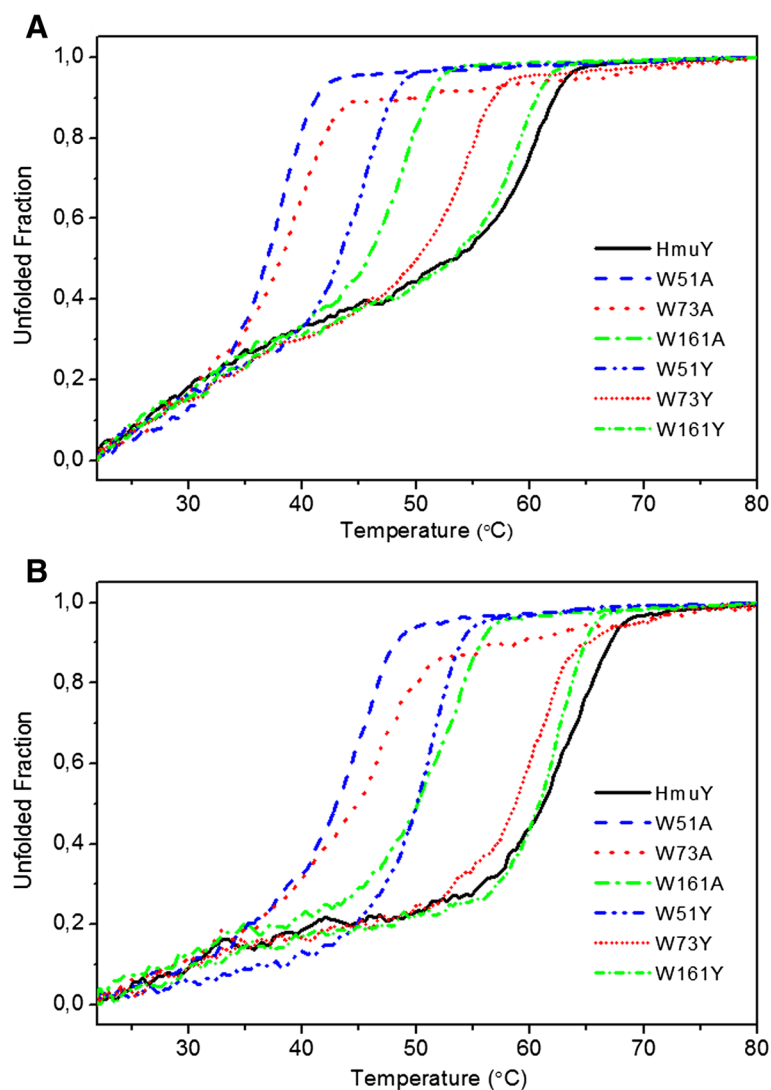 A
1,0
0,8
0,6
0,4
0,2
0,0
Unfolded Fraction
HmuY
W51A
W73A
W161A
W51Y
W73Y
W161Y
30 40 50 60 70 80
Temperature (°C)
B
1,0
0,8
0,6
0,4
0,2
0,0
Unfolded Fraction
HmuY
W51A
W73A
W161A
W51Y
W73Y
W161Y
30 40 50 60 70 80
Temperature (°C)